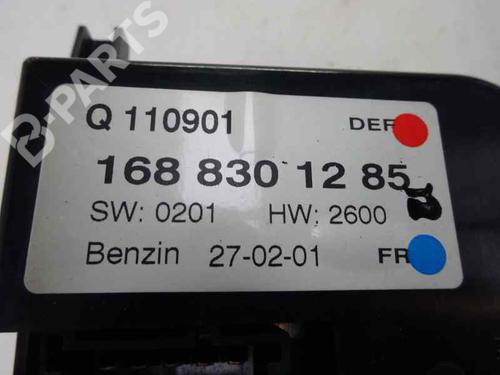 B-PARTS
Q 110901 DEF
168 830 12 85
SW: 0201 HW: 2600
Benzin 27-02-01 FR